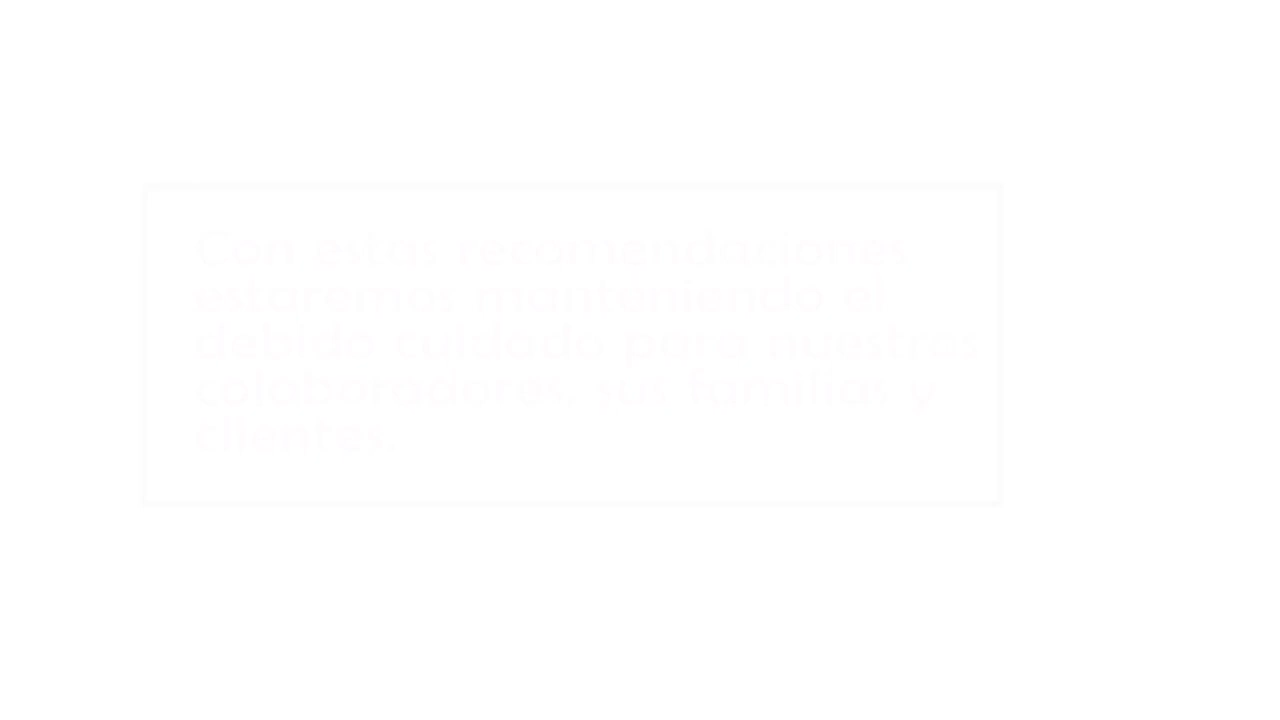 Con estas recomendaciones
estaremos manteniendo el
debido cuidado para nuestros
colaboradores, sus familias y
clientes.